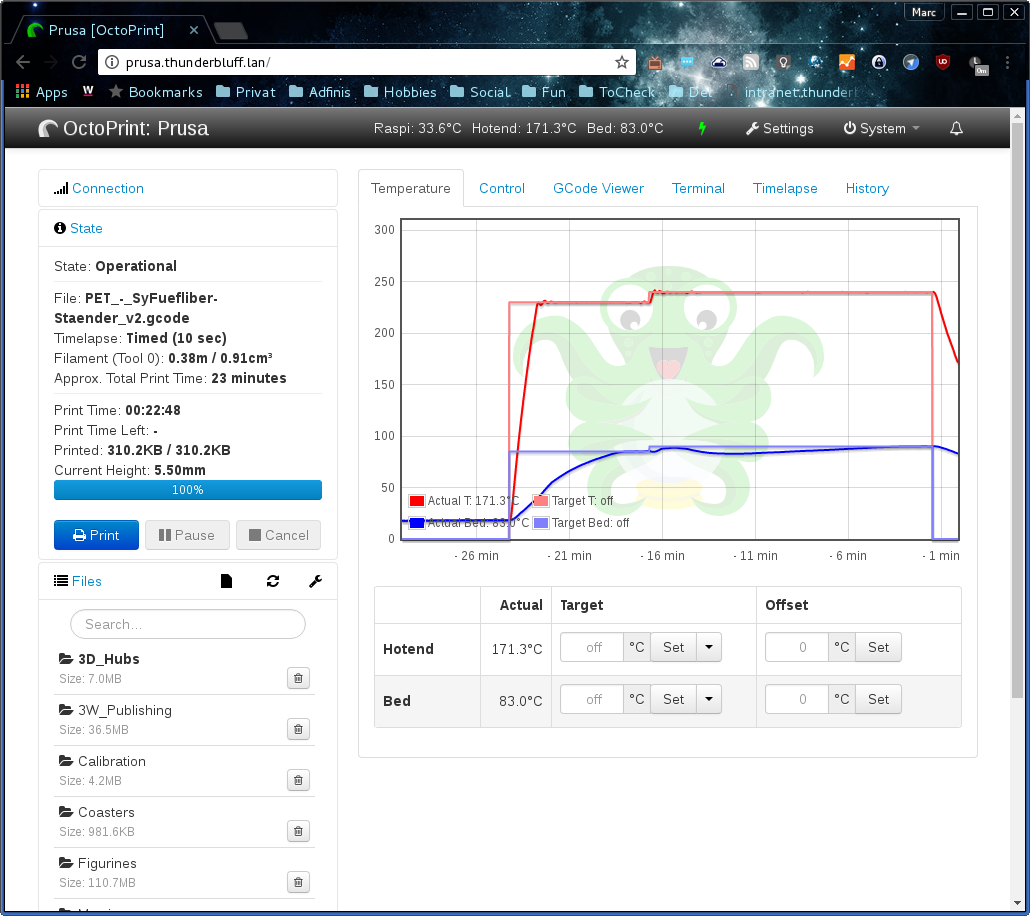 Marc
Prusa [OctoPrint]
prusa.thunderbluff.lan/
0m
Apps W Bookmarks Privat Adfinis Hobbies Social Fun ToCheck
OctoPrint: Prusa Raspi: 33.6°C Hotend: 171.3°C Bed: 83.0°C Settings System
Connection
State
State: Operational
File: PET_-_SyFuefliber-
Staender_v2.gcode
Timelapse: Timed (10 sec)
Filament (Tool 0): 0.38m / 0.91cm³
Approx. Total Print Time: 23 minutes
Print Time: 00:22:48
Print Time Left: -
Printed: 310.2KB / 310.2KB
Current Height: 5.50mm
100%
Print Pause Cancel
Files
Search...
3D_Hubs
Size: 7.0MB
3W_Publishing
Size: 36.5MB
Calibration
Size: 4.2MB
Coasters
Size: 981.6KB
Figurines
Size: 110.7MB
Temperature Control GCode Viewer Terminal Timelapse History
300
250
200
150
100
50
0
Actual T: 171.3°C Target T: off
Actual Bed: 83.0°C Target Bed: off
- 26 min - 21 min - 16 min - 11 min - 6 min - 1 min
Actual Target Offset
Hotend 171.3°C off °C Set 0 °C Set
Bed 83.0°C off °C Set 0 °C Set